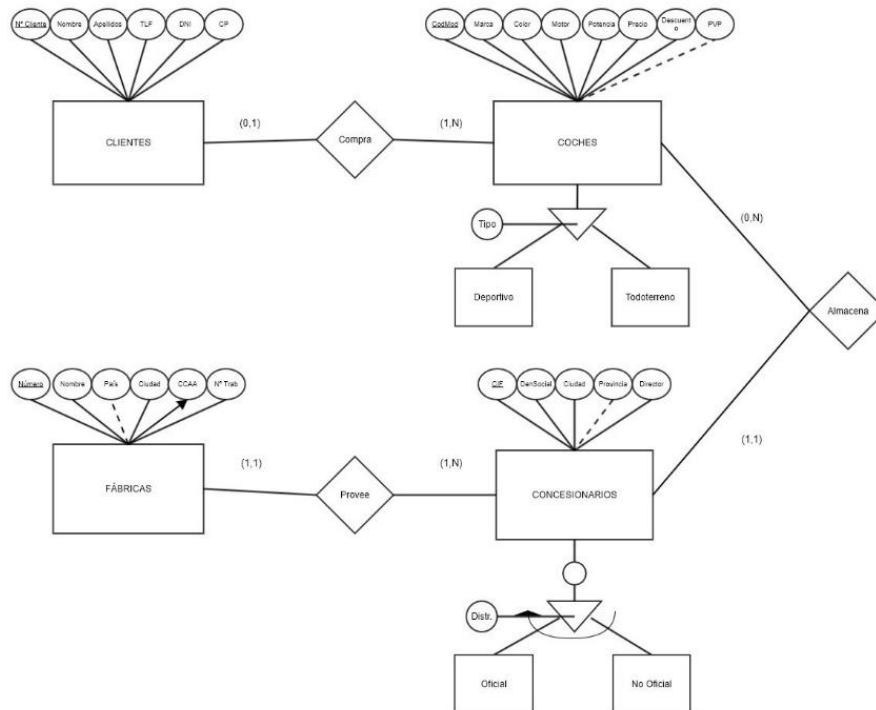 Nº Cliente
Nombre
Apellidos
TLF
DNI
CP
CodMod
Marca
Color
Motor
Potencia
Precio
Descuent
o
PVP
CLIENTES
(0,1)
Compra
(1,N)
COCHES
Tipo
(0,N)
Deportivo
Todoterreno
Almacena
Número
Nombre
País
Ciudad
CCAA
Nº Trab
CIF
DenSocial
Ciudad
Provincia
Director
(1,1)
FÁBRICAS
(1,1)
Provee
(1,N)
CONCESIONARIOS
Distr.
Oficial
No Oficial